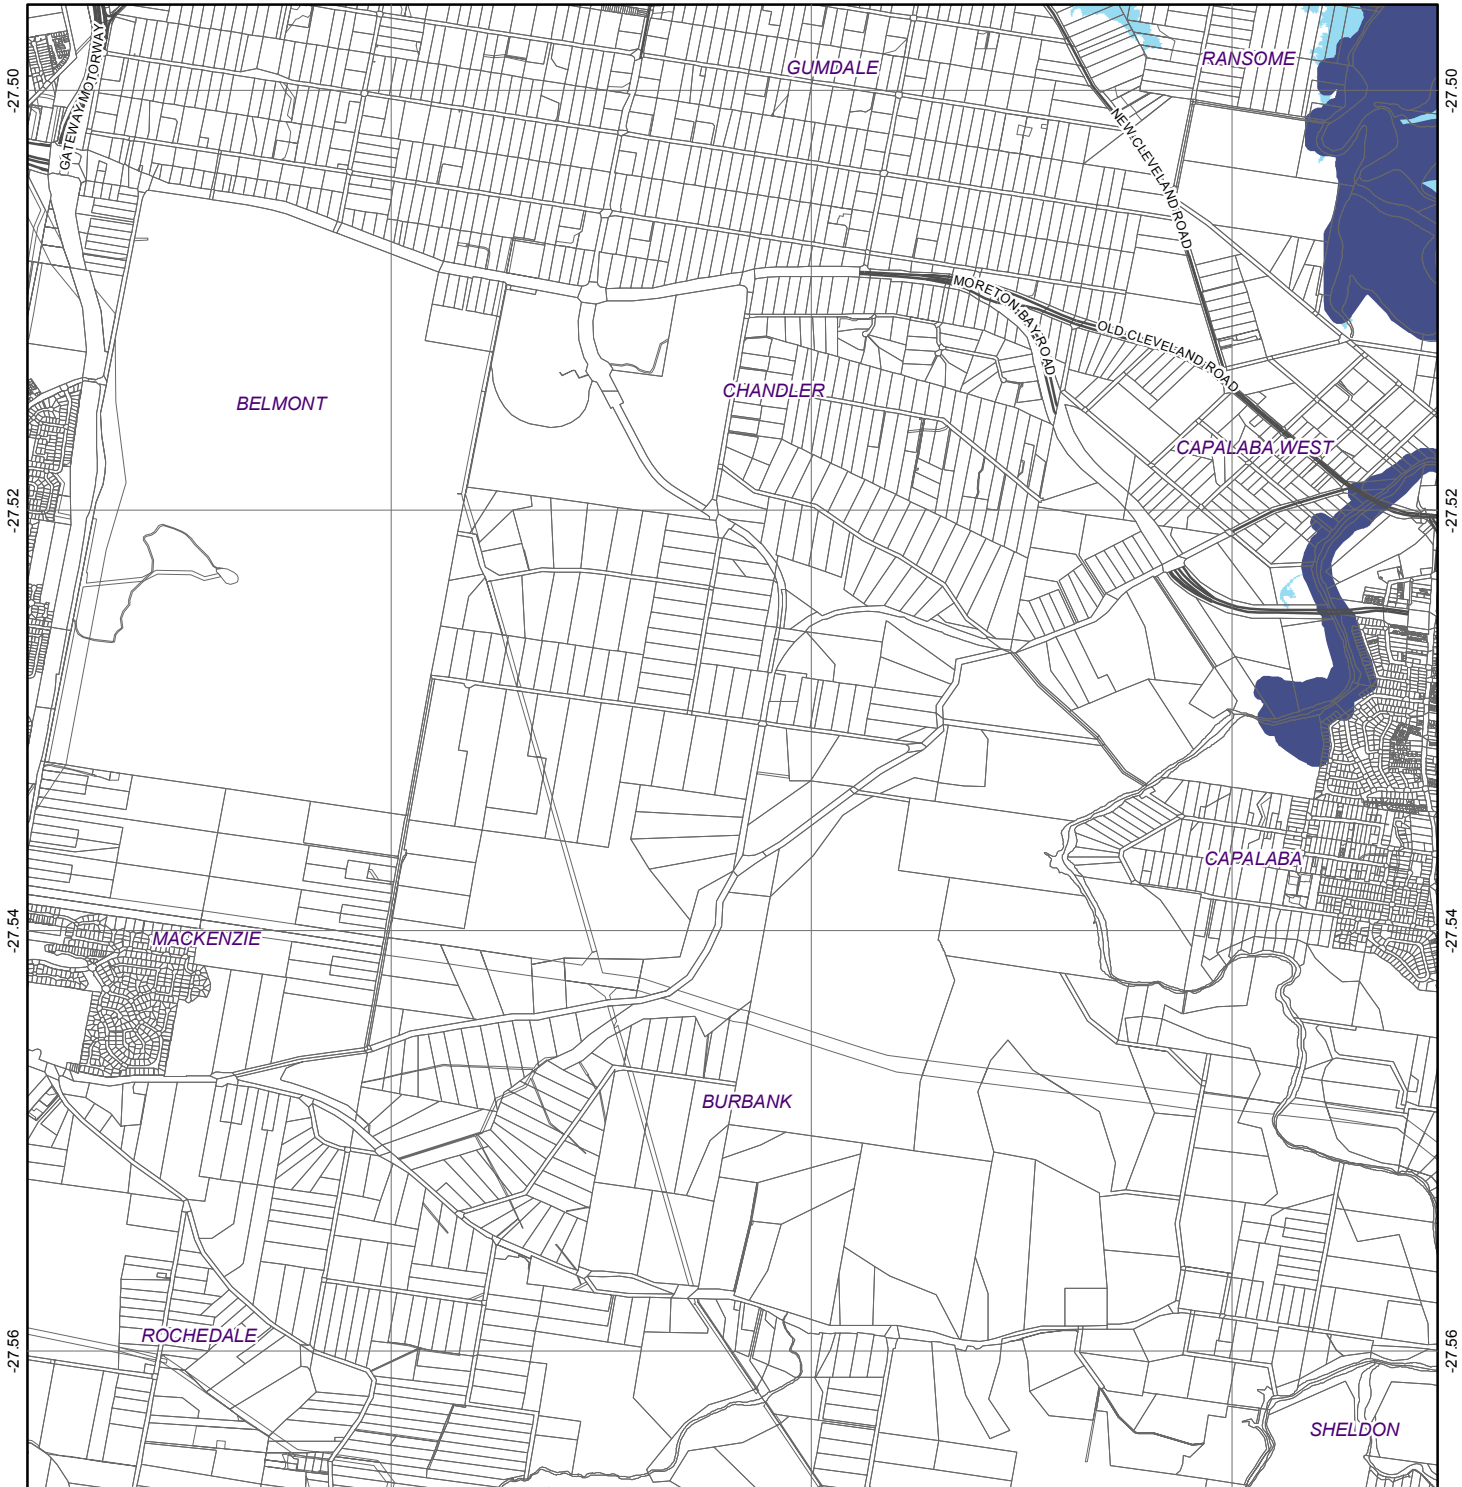 GUMDALE
RANSOME
-27.50
-27.50
GATEWAY MOTORWAY
NEW CLEVELAND ROAD
MORETON BAY ROAD
OLD CLEVELAND ROAD
BELMONT
CHANDLER
CAPALABA WEST
-27.52
-27.52
CAPALABA
MACKENZIE
-27.54
-27.54
BURBANK
ROCHEDALE
-27.56
-27.56
SHELDON